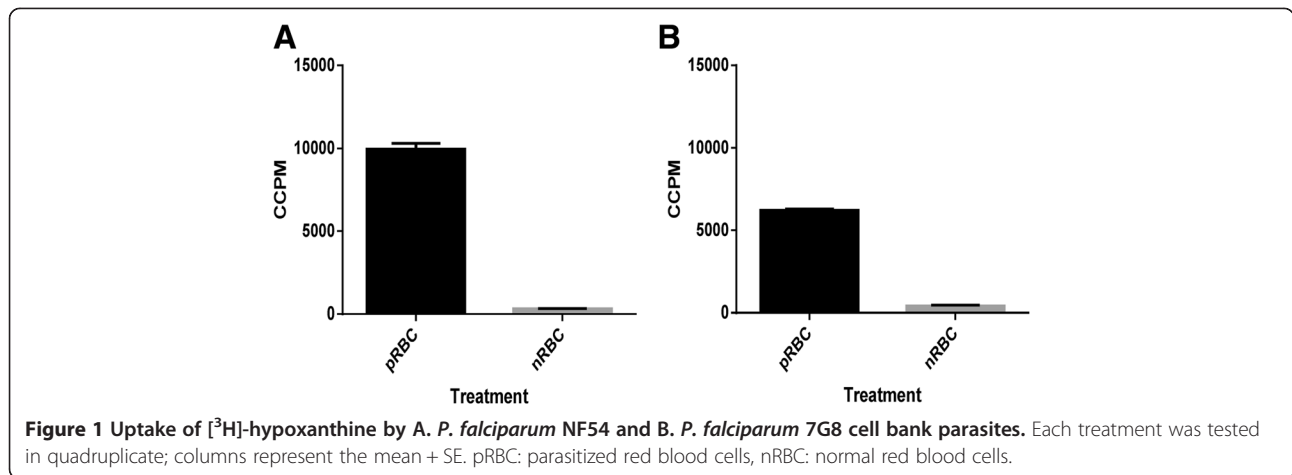 A
B
15000
10000
5000
0
CCPM
pRBC
nRBC
Treatment
15000
10000
5000
0
CCPM
pRBC
nRBC
Treatment
Figure 1 Uptake of [³H]-hypoxanthine by A. P. falciparum NF54 and B. P. falciparum 7G8 cell bank parasites. Each treatment was tested
in quadruplicate; columns represent the mean + SE. pRBC: parasitized red blood cells, nRBC: normal red blood cells.